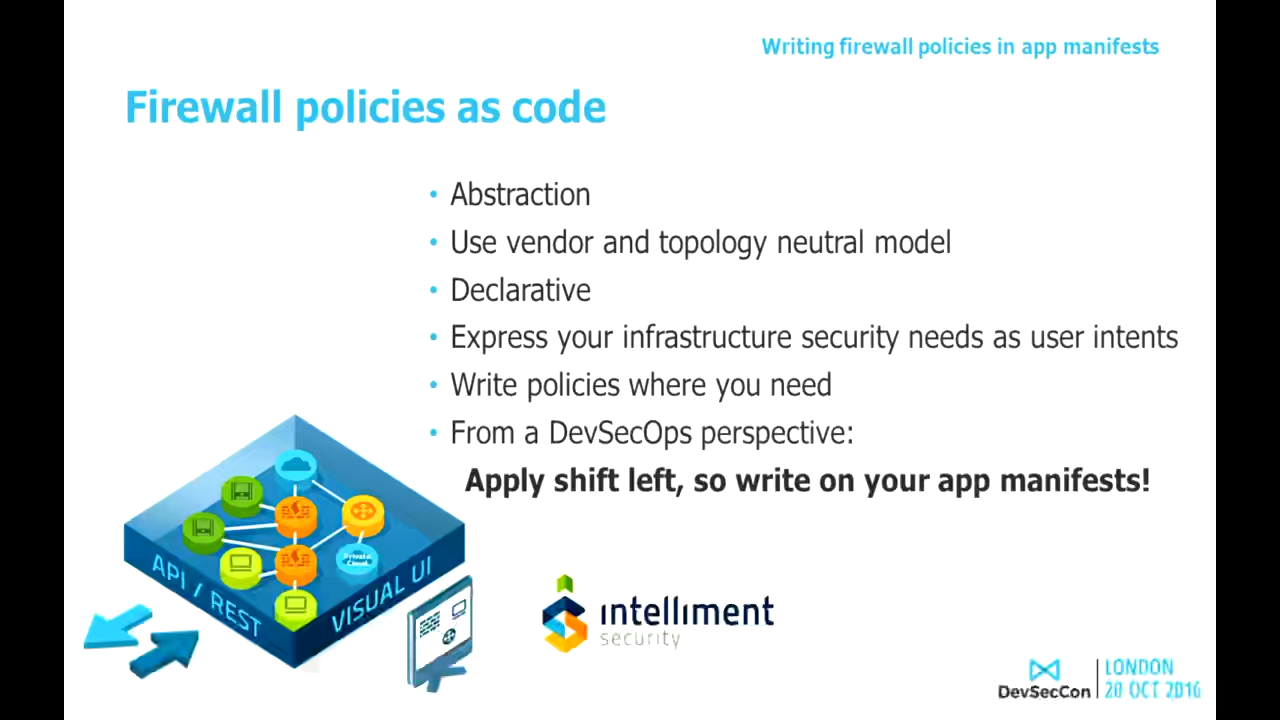 Writing firewall policies in app manifests
Firewall policies as code
• Abstraction
• Use vendor and topology neutral model
• Declarative
• Express your infrastructure security needs as user intents
• Write policies where you need
• From a DevSecOps perspective:
Apply shift left, so write on your app manifests!
Private
Cloud
API / REST
VISUAL UI
intelliment
security
DevSecCon
LONDON
20 OCT 2016